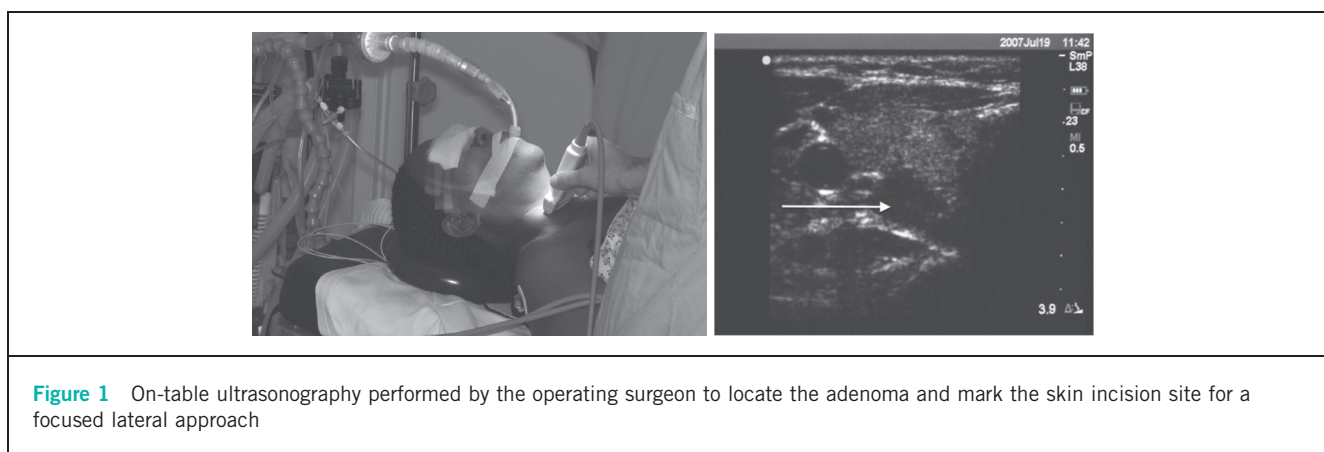 2007Jul19 11:42
SmP
L38
CF
.23
MI
0.5
3.9
Figure 1 On-table ultrasonography performed by the operating surgeon to locate the adenoma and mark the skin incision site for a
focused lateral approach